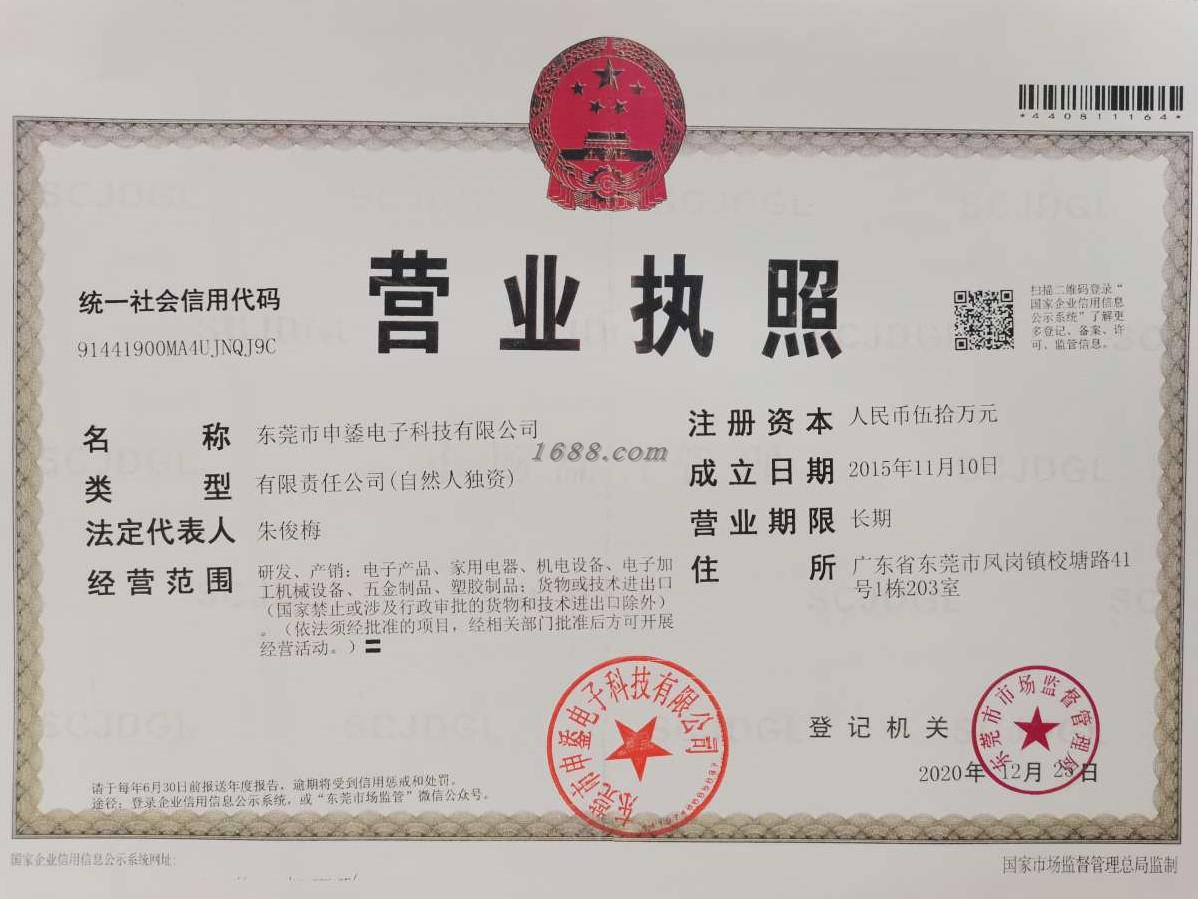 *440811164*
营业执照
统一社会信用代码
91441900MA4UJNQJ9C
扫描二维码登录“
国家企业信用信息
公示系统”了解更
多登记、备案、许
可、监管信息。
名称 东莞市申鋈电子科技有限公司
类型 有限责任公司(自然人独资)
法定代表人 朱俊梅
经营范围 研发、产销：电子产品、家用电器、机电设备、电子加
工机械设备、五金制品、塑胶制品；货物或技术进出口
（国家禁止或涉及行政审批的货物和技术进出口除外）
。（依法须经批准的项目，经相关部门批准后方可开展
经营活动。）〓
注册资本 人民币伍拾万元
成立日期 2015年11月10日
营业期限 长期
住所 广东省东莞市凤岗镇校塘路41
号1栋203室
1688.com
东莞市申鋈电子科技有限公司
登记机关
东莞市市场监督管理局
2020年 12月 23日
请于每年6月30日前报送年度报告，逾期将受到信用惩戒和处罚。
途径：登录企业信用信息公示系统，或“东莞市场监管”微信公众号。
国家企业信用信息公示系统网址:
国家市场监督管理总局监制
SCJDGL